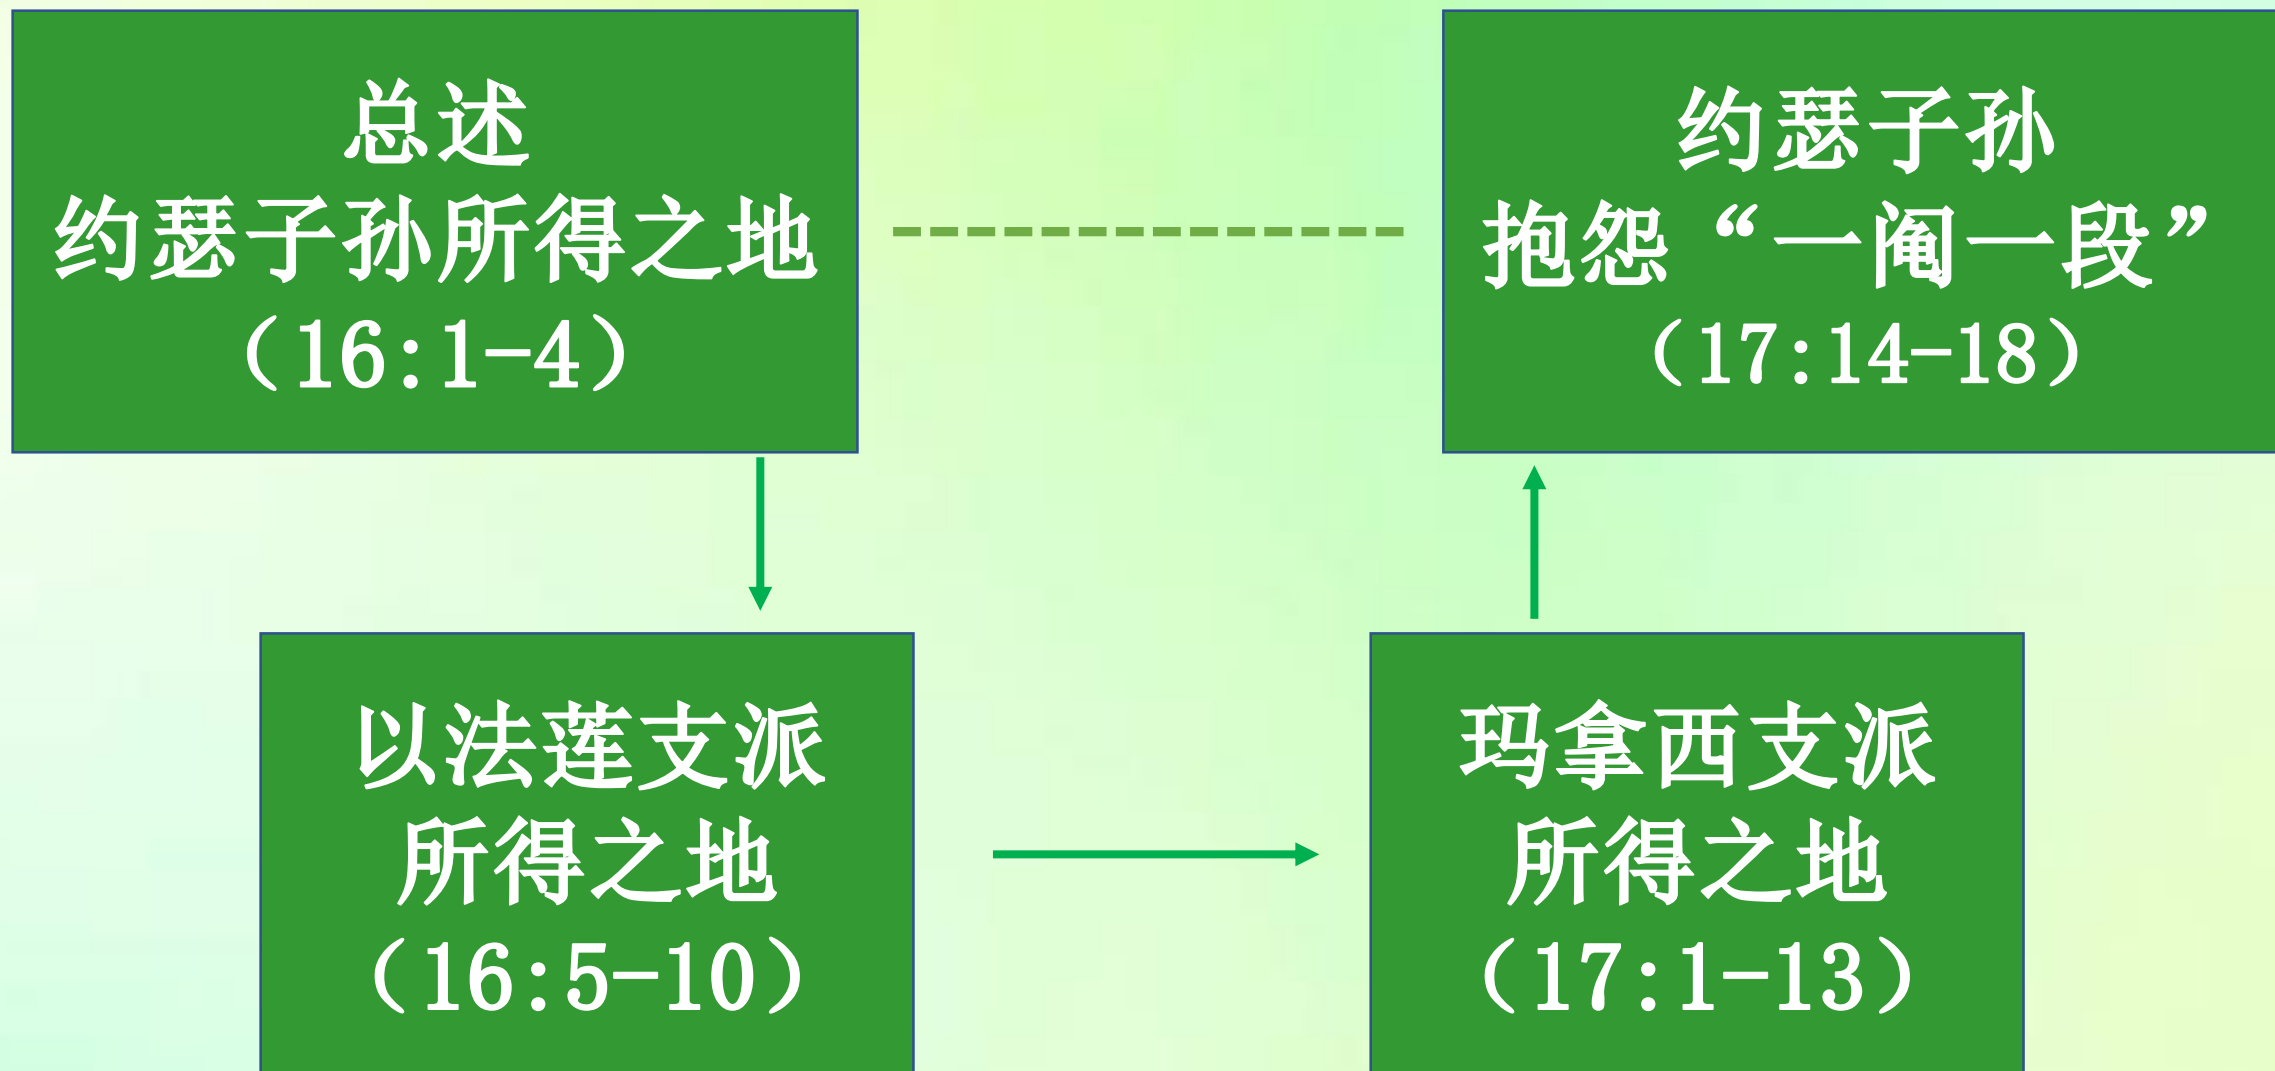 总述
约瑟子孙所得之地
（16:1-4）
约瑟子孙
抱怨“一阄一段”
（17:14-18）
以法莲支派
所得之地
（16:5-10）
玛拿西支派
所得之地
（17:1-13）